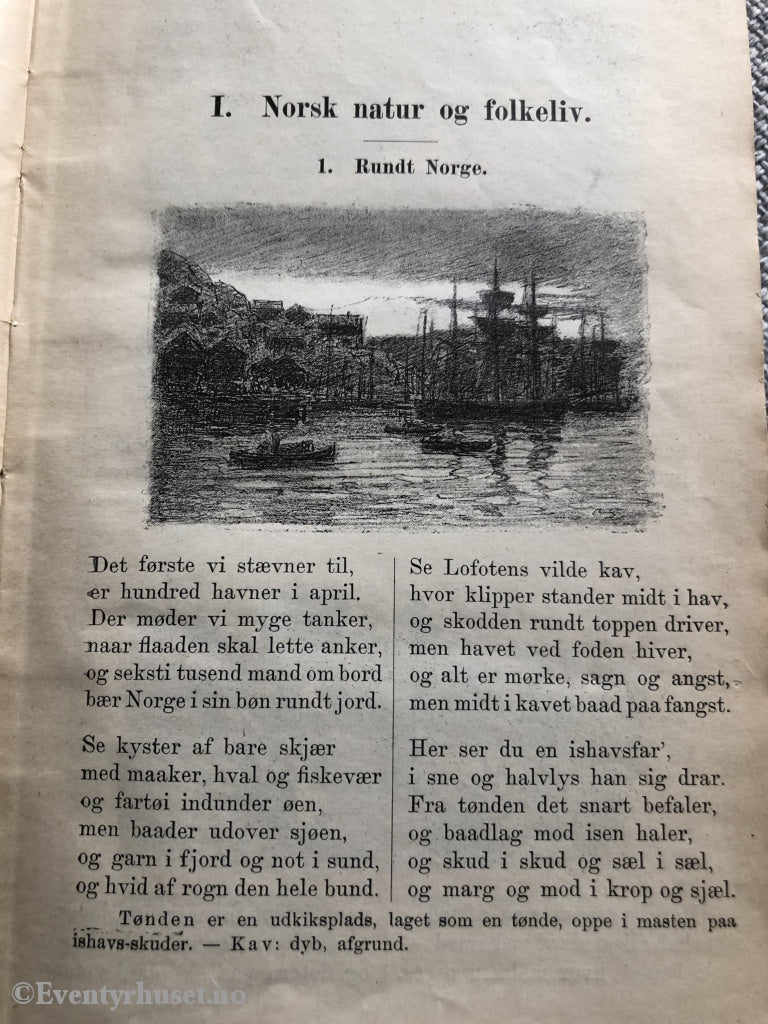 I. Norsk natur og folkeliv.
1. Rundt Norge.
Det første vi stævner til,
er hundred havner i april.
Der møder vi myge tanker,
naar flaaden skal lette anker,
og seksti tusend mand om bord
bær Norge i sin bøn rundt jord.
Se kyster af bare skjær
med maaker, hval og fiskevær
og fartøi indunder øen,
men baader udover sjøen,
og garn i fjord og not i sund,
og hvid af rogn den hele bund.
Se Lofotens vilde kav,
hvor klipper stander midt i hav,
og skodden rundt toppen driver,
men havet ved foden hiver,
og alt er mørke, sagn og angst,
men midt i kavet baad paa fangst.
Her ser du en ishavsfar',
i sne og halvlys han sig drar.
Fra tønden det snart befaler,
og baadlag mod isen haler,
og skud i skud og sæl i sæl,
og marg og mod i krop og sjæl.
Tønden er en udkiksplads, laget som en tønde, oppe i masten paa
ishavs-skuder. — Kav: dyb, afgrund.
©Eventyrhuset.no